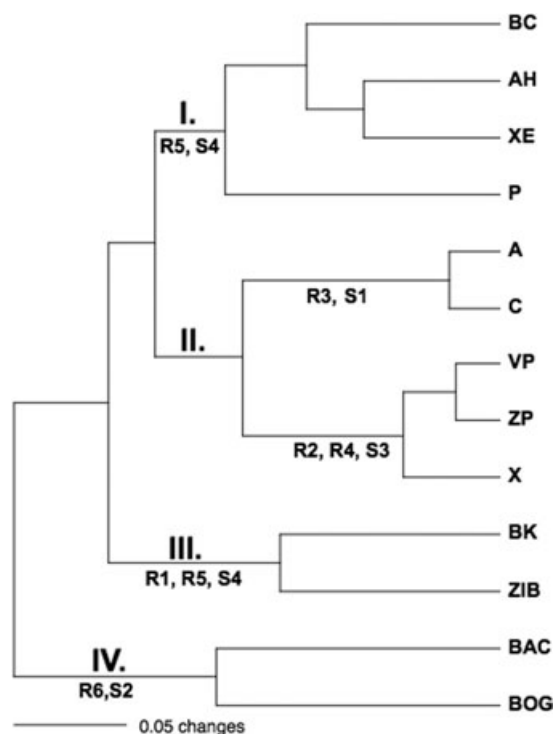 BC
AH
I.
R5, S4
XE
P
A
R3, S1
C
II.
VP
ZP
R2, R4, S3
X
BK
III.
R1, R5, S4
ZIB
BAC
IV.
R6,S2
BOG
0.05 changes